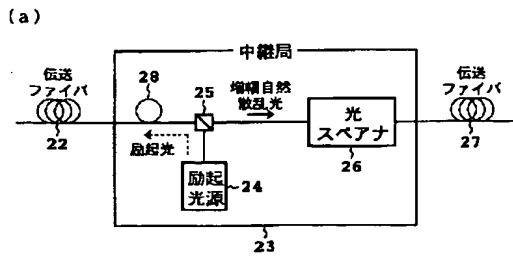 (a)
中継局
伝送
ファイバ
22
28
25
増幅自然
散乱光
励起光
励起
光源
24
光
スペアナ
26
伝送
ファイバ
27
23